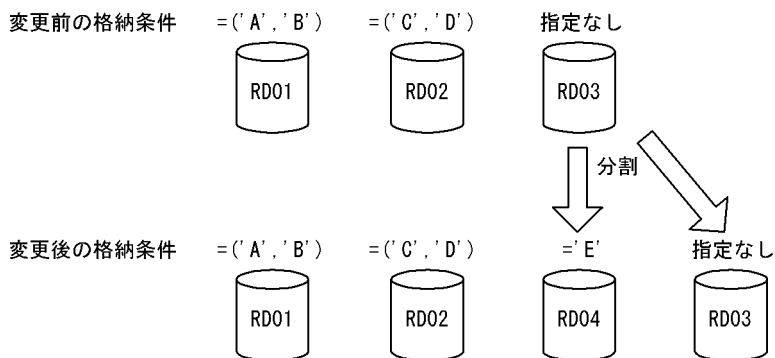 変更前の格納条件 =('A','B') =('C','D') 指定なし
RD01 RD02 RD03
分割
変更後の格納条件 =('A','B') =('C','D') ='E' 指定なし
RD01 RD02 RD04 RD03